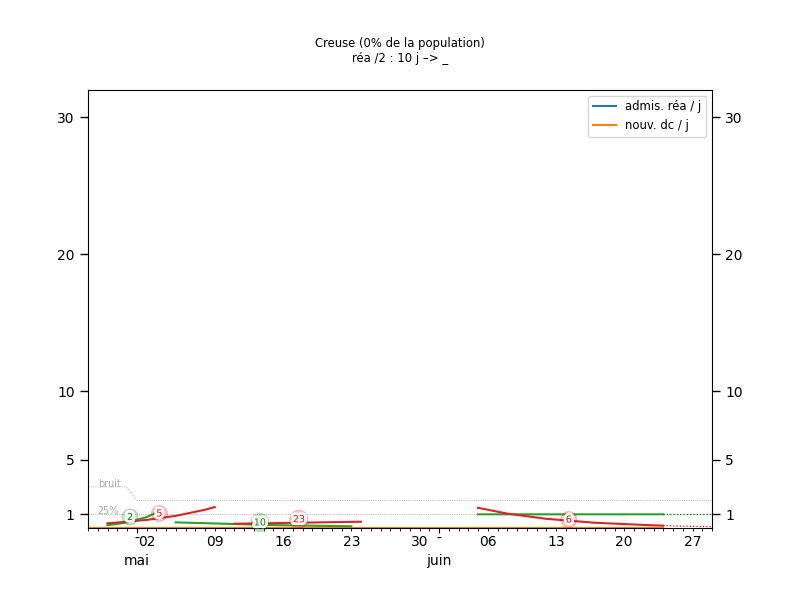 Creuse (0% de la population)
réa /2 : 10 j –> _
admis. réa / j
nouv. dc / j
30 30
20 20
10 10
5 5
bruit
25%
1 1
2 5 10 23 6
02 09 16 23 30 06 13 20 27
mai juin